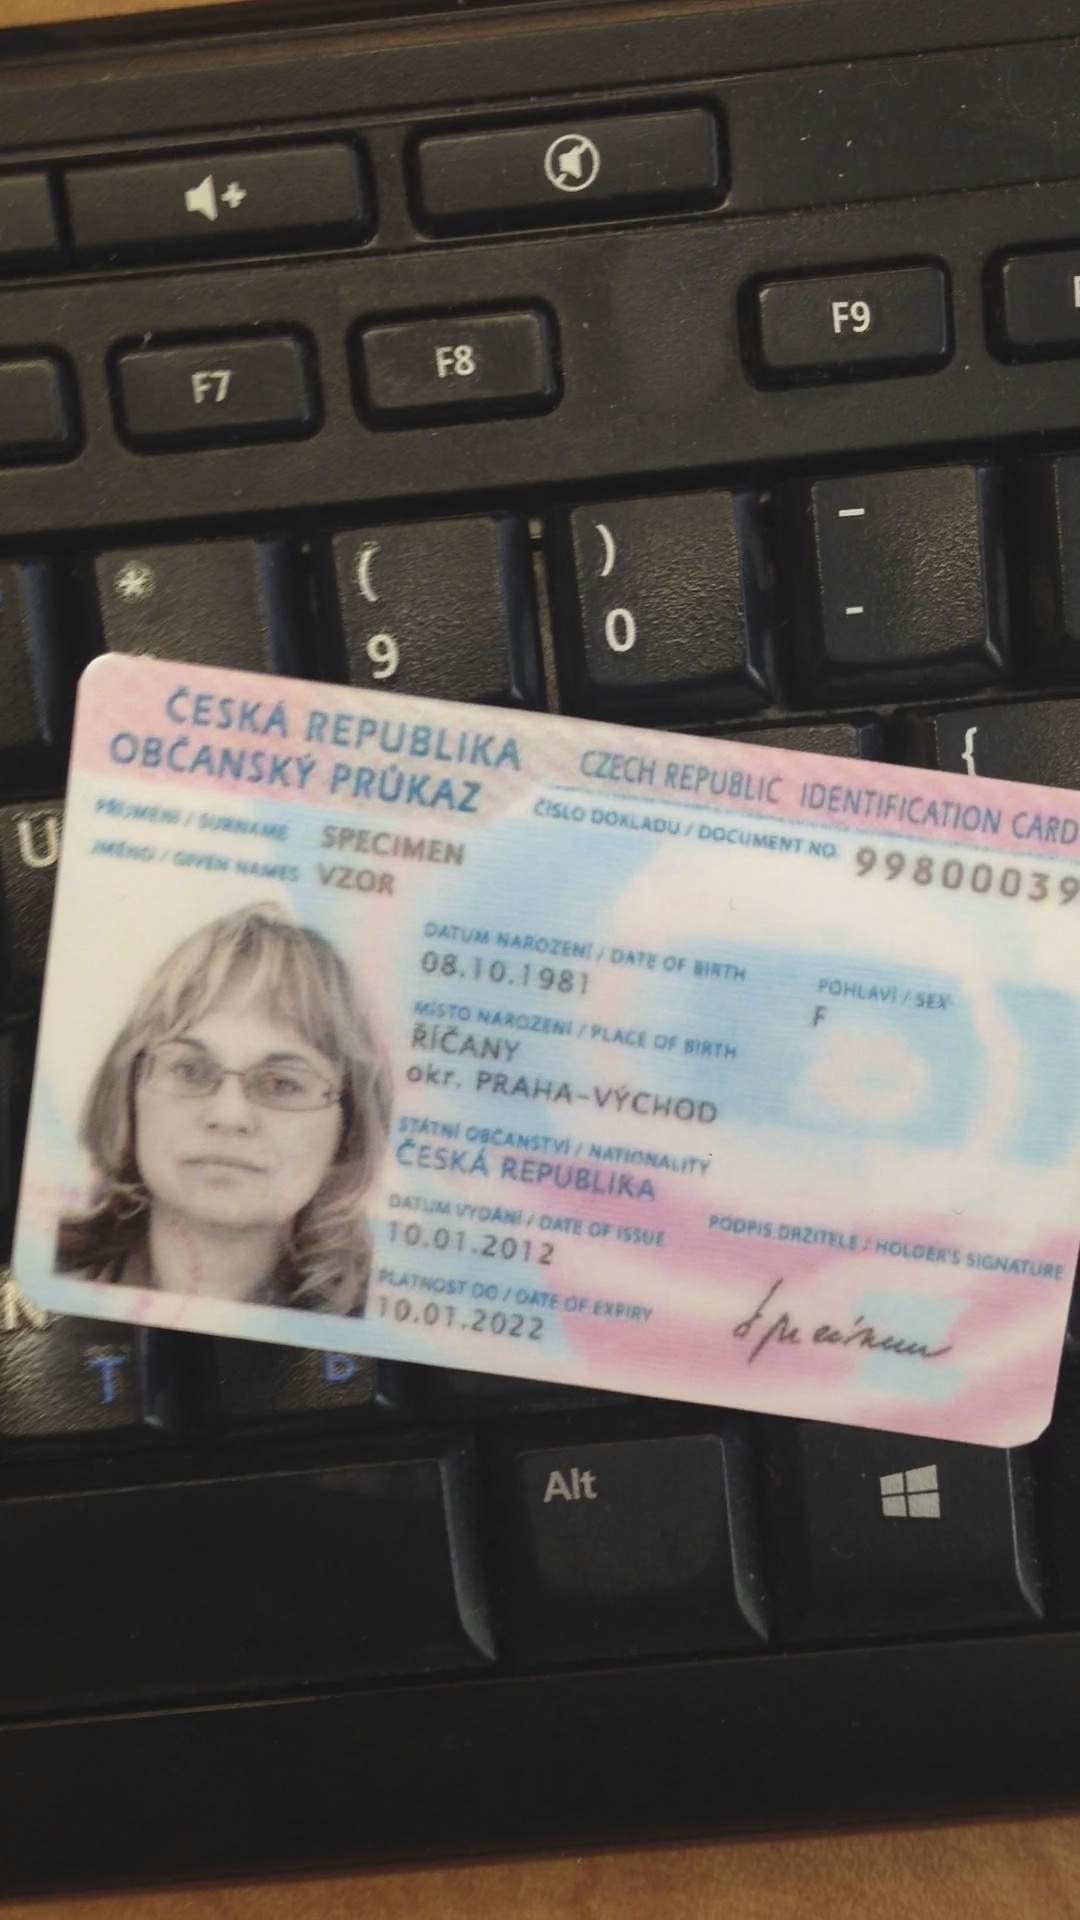 F7
F8
F9
*
(
9
)
0
-
{
U
ČESKÁ REPUBLIKA
OBČANSKÝ PRŮKAZ
CZECH REPUBLIC IDENTIFICATION CARD
PŘÍJMENÍ / SURNAME SPECIMEN
JMÉNO / GIVEN NAMES VZOR
ČÍSLO DOKLADU / DOCUMENT NO. 99800039
DATUM NAROZENÍ / DATE OF BIRTH
08.10.1981
POHLAVÍ / SEX
F
MÍSTO NAROZENÍ / PLACE OF BIRTH
ŘÍČANY
okr. PRAHA-VÝCHOD
STÁTNÍ OBČANSTVÍ / NATIONALITY
ČESKÁ REPUBLIKA
DATUM VYDÁNÍ / DATE OF ISSUE
10.01.2012
PLATNOST DO / DATE OF EXPIRY
10.01.2022
PODPIS DRŽITELE / HOLDER'S SIGNATURE
Specimen
Alt